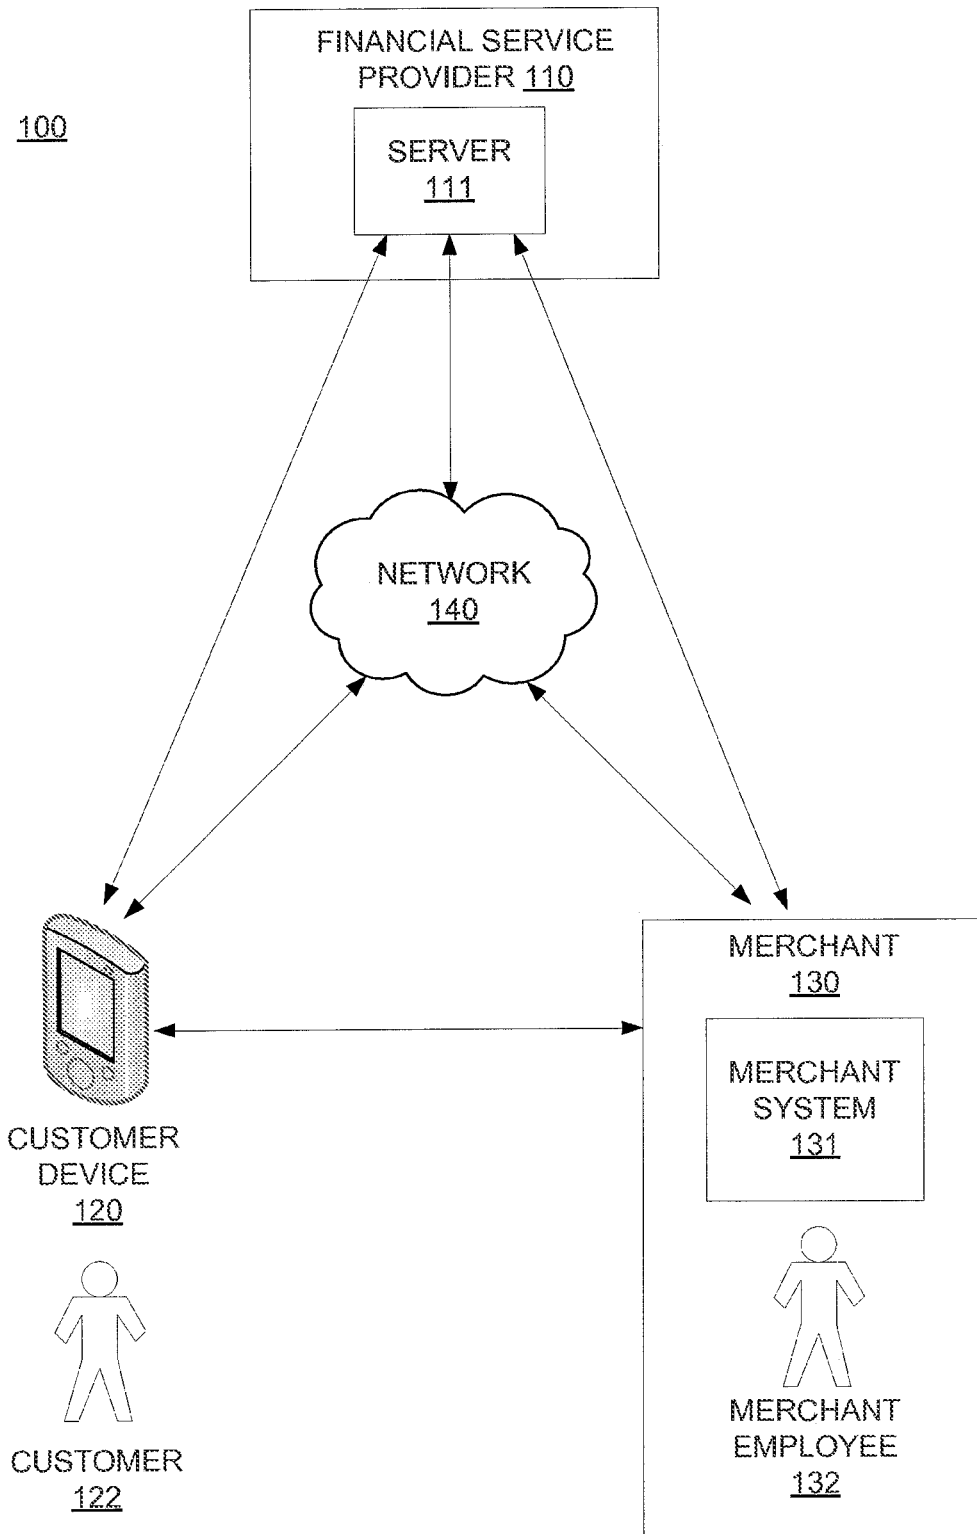 FINANCIAL SERVICE
PROVIDER 110
100
SERVER
111
NETWORK
140
MERCHANT
130
MERCHANT
SYSTEM
131
CUSTOMER
DEVICE
120
MERCHANT
EMPLOYEE
132
CUSTOMER
122